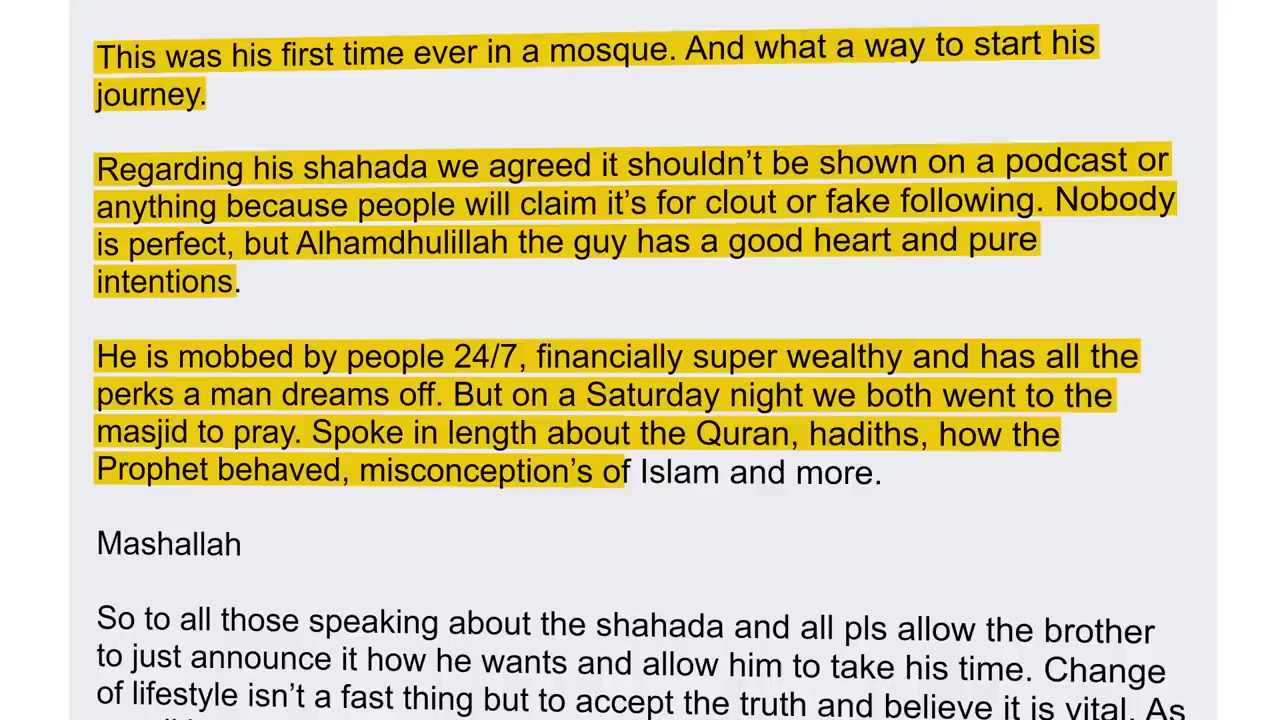 This was his first time ever in a mosque. And what a way to start his
journey.
Regarding his shahada we agreed it shouldn’t be shown on a podcast or
anything because people will claim it’s for clout or fake following. Nobody
is perfect, but Alhamdhulillah the guy has a good heart and pure
intentions.
He is mobbed by people 24/7, financially super wealthy and has all the
perks a man dreams off. But on a Saturday night we both went to the
masjid to pray. Spoke in length about the Quran, hadiths, how the
Prophet behaved, misconception’s of Islam and more.
Mashallah
So to all those speaking about the shahada and all pls allow the brother
to just announce it how he wants and allow him to take his time. Change
of lifestyle isn’t a fast thing but to accept the truth and believe it is vital. As